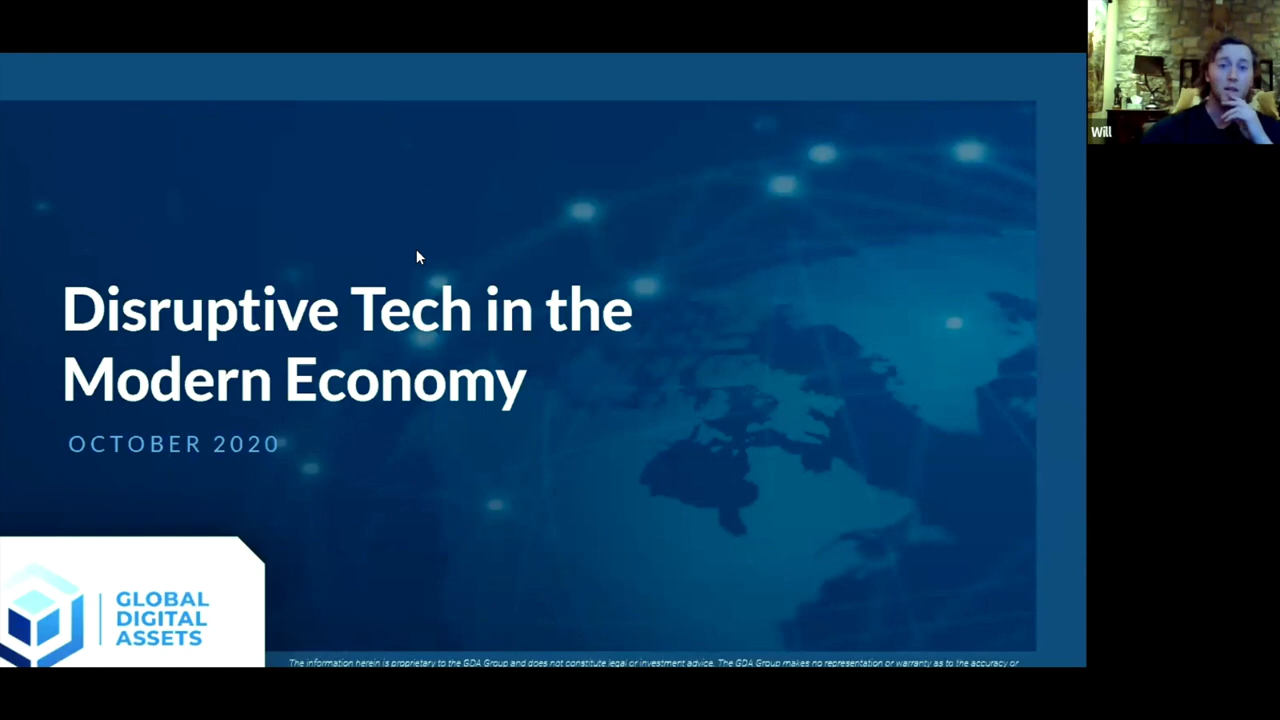 Disruptive Tech in the
Modern Economy
OCTOBER 2020
GLOBAL
DIGITAL
ASSETS
The information herein is proprietary to the GDA Group and does not constitute legal or investment advice. The GDA Group makes no representation or warranty as to the accuracy or
Will